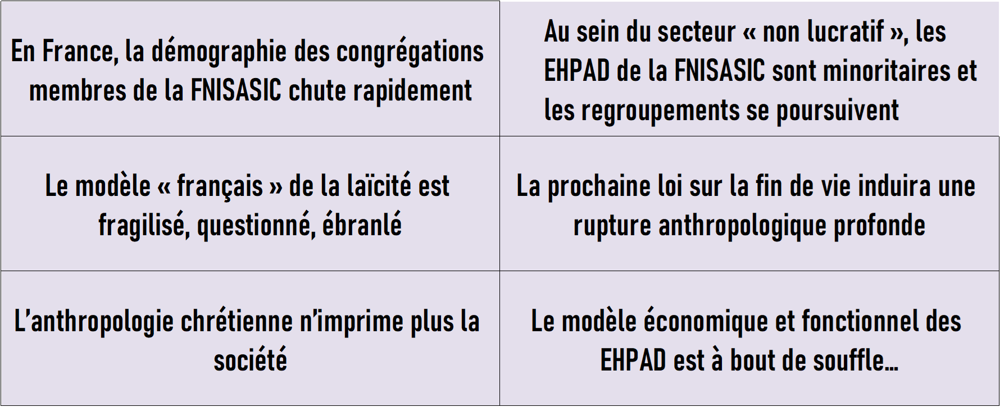 En France, la démographie des congrégations
membres de la FNISASIC chute rapidement
Au sein du secteur « non lucratif », les
EHPAD de la FNISASIC sont minoritaires et
les regroupements se poursuivent
Le modèle « français » de la laïcité est
fragilisé, questionné, ébranlé
La prochaine loi sur la fin de vie induira une
rupture anthropologique profonde
L’anthropologie chrétienne n’imprime plus la
société
Le modèle économique et fonctionnel des
EHPAD est à bout de souffle...